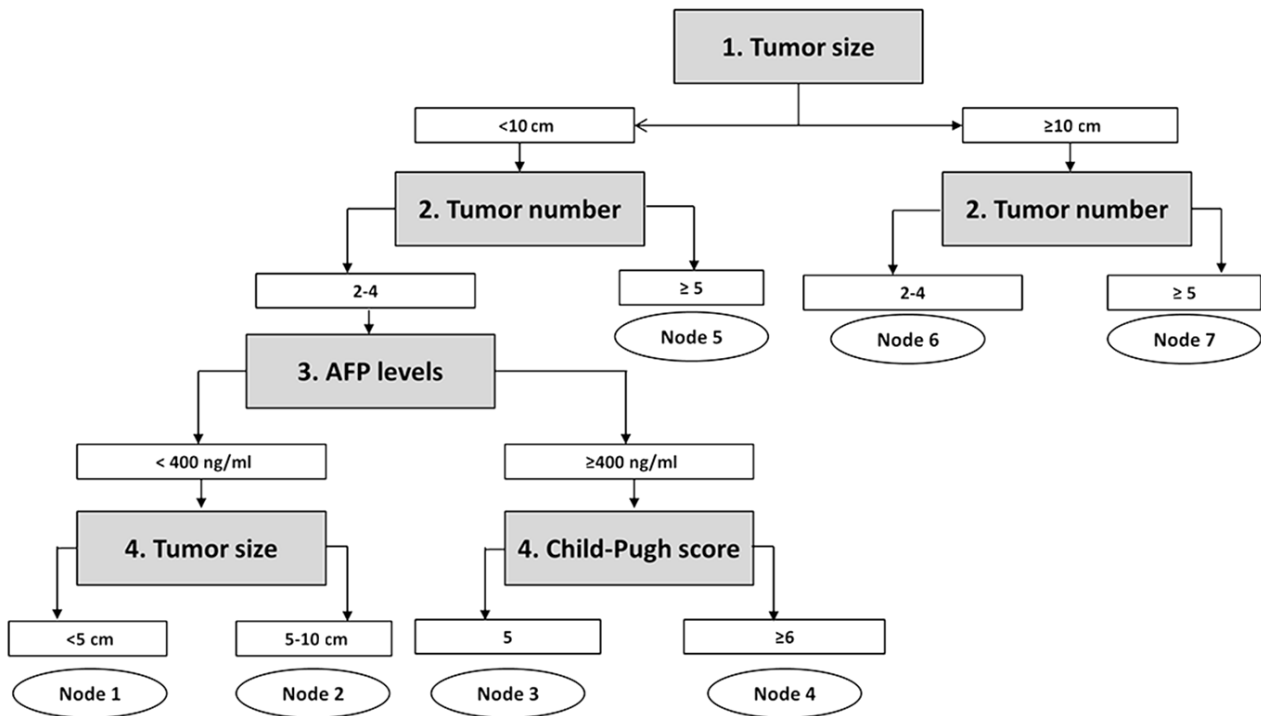 1. Tumor size
<10 cm
≥10 cm
2. Tumor number
2. Tumor number
2-4
≥ 5
2-4
≥ 5
Node 5
Node 6
Node 7
3. AFP levels
< 400 ng/ml
≥400 ng/ml
4. Tumor size
4. Child-Pugh score
<5 cm
5-10 cm
5
≥6
Node 1
Node 2
Node 3
Node 4